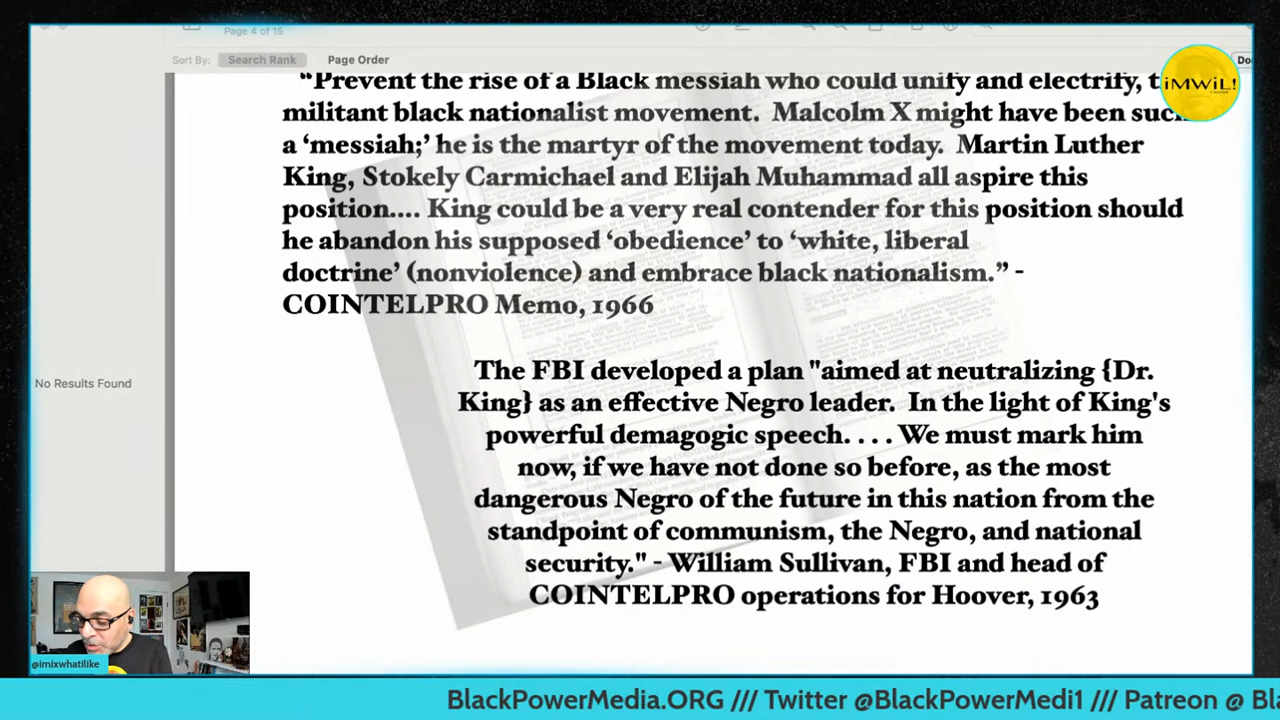 Page 4 of 15
Sort By: Search Rank Page Order
iMWiL!
"Prevent the rise of a Black messiah who could unify and electrify,
militant black nationalist movement. Malcolm X might have been such
a 'messiah;' he is the martyr of the movement today. Martin Luther
King, Stokely Carmichael and Elijah Muhammad all aspire this
position.... King could be a very real contender for this position should
he abandon his supposed 'obedience' to 'white, liberal
doctrine' (nonviolence) and embrace black nationalism." -
COINTELPRO Memo, 1966
No Results Found
The FBI developed a plan "aimed at neutralizing {Dr.
King} as an effective Negro leader. In the light of King's
powerful demagogic speech. . . . We must mark him
now, if we have not done so before, as the most
dangerous Negro of the future in this nation from the
standpoint of communism, the Negro, and national
security." - William Sullivan, FBI and head of
COINTELPRO operations for Hoover, 1963
@imixwhatilike
BlackPowerMedia.ORG /// Twitter @BlackPowerMedi1 /// Patreon @ Bl